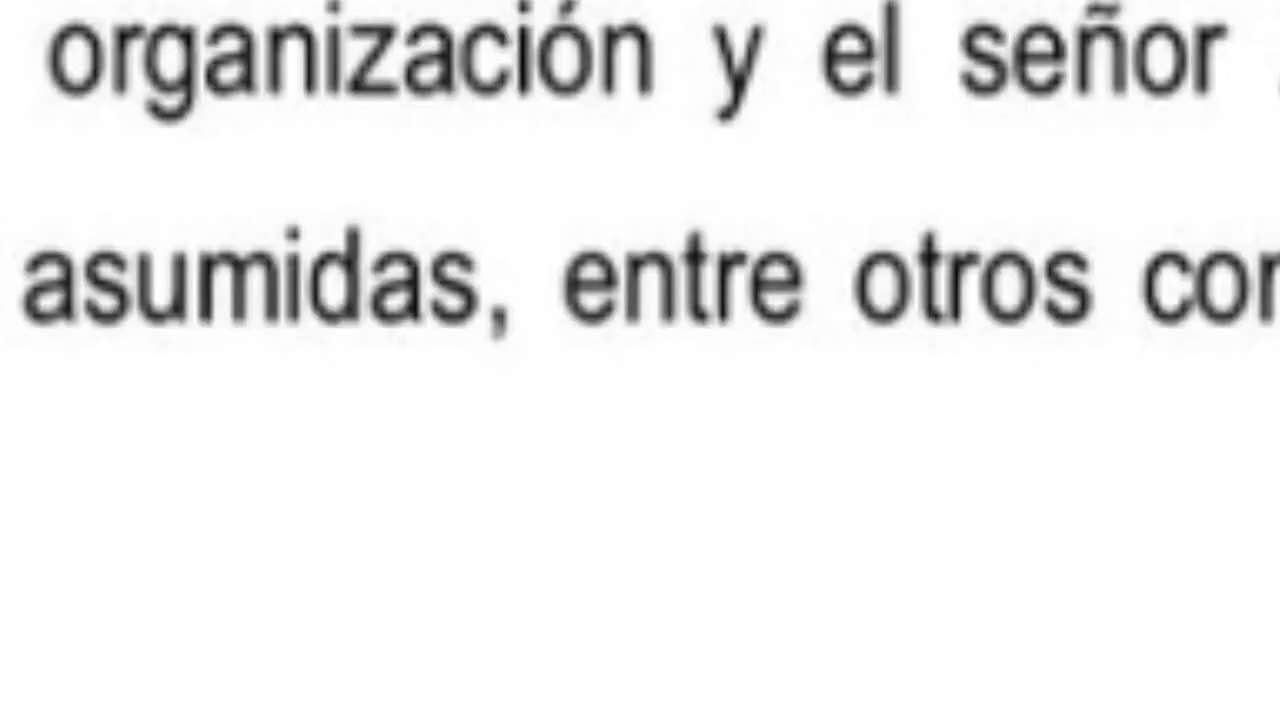 organización y el señor
asumidas, entre otros